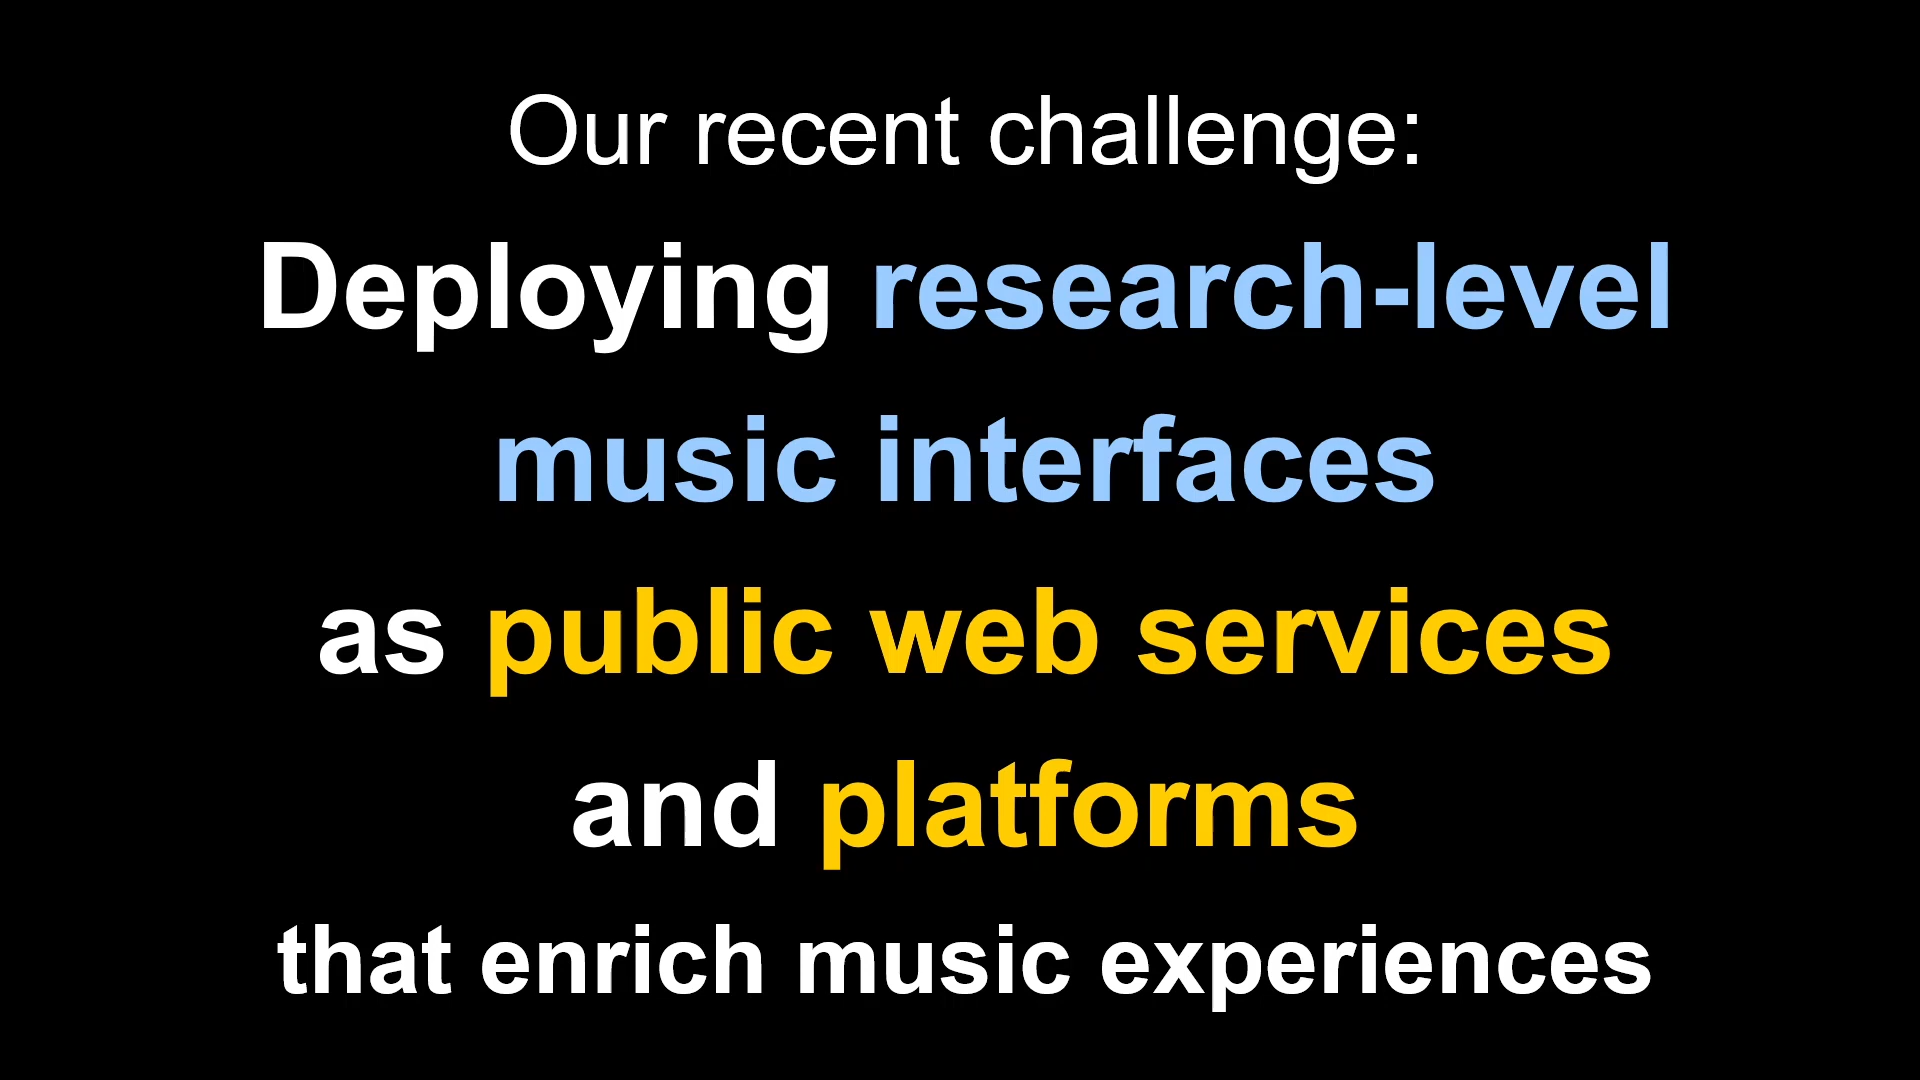 Our recent challenge:
Deploying research-level
music interfaces
as public web services
and platforms
that enrich music experiences